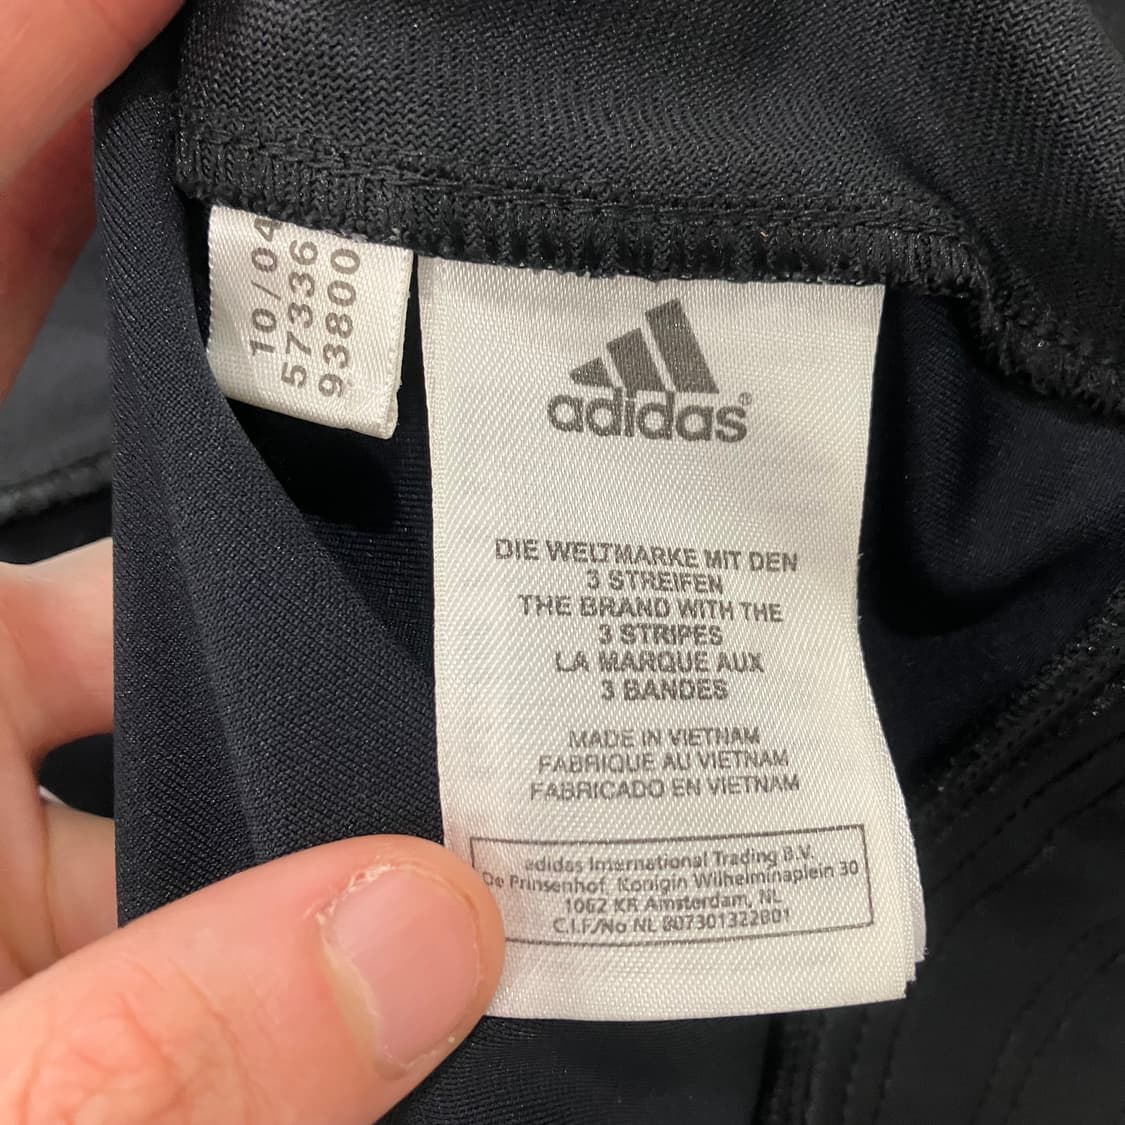 10/04
57336
93800
adidas®
DIE WELTMARKE MIT DEN
3 STREIFEN
THE BRAND WITH THE
3 STRIPES
LA MARQUE AUX
3 BANDES
MADE IN VIETNAM
FABRIQUE AU VIETNAM
FABRICADO EN VIETNAM
adidas International Trading B.V.
De Prinsenhof, Konigin Wilhelminaplein 30
1062 KR Amsterdam, NL
C.I.F/No NL 807301322B01